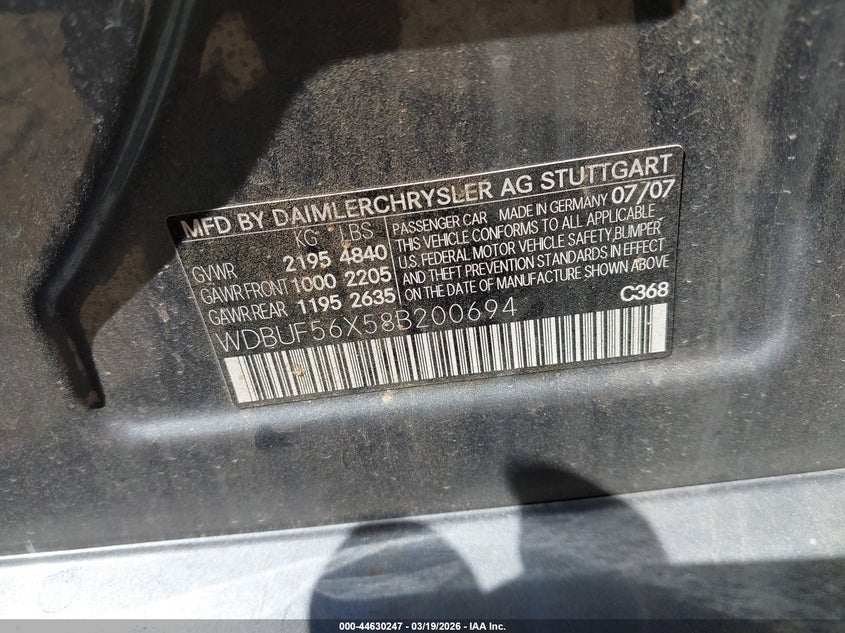 MFD BY DAIMLERCHRYSLER AG STUTTGART
KG LBS
GVWR 2195 4840
GAWR FRONT 1000 2205
GAWR REAR 1195 2635
PASSENGER CAR MADE IN GERMANY 07/07
THIS VEHICLE CONFORMS TO ALL APPLICABLE
U.S. FEDERAL MOTOR VEHICLE SAFETY, BUMPER
AND THEFT PREVENTION STANDARDS IN EFFECT
ON THE DATE OF MANUFACTURE SHOWN ABOVE
WDBUF56X58B200694
C368
000-44630247 - 03/19/2026 - IAA Inc.